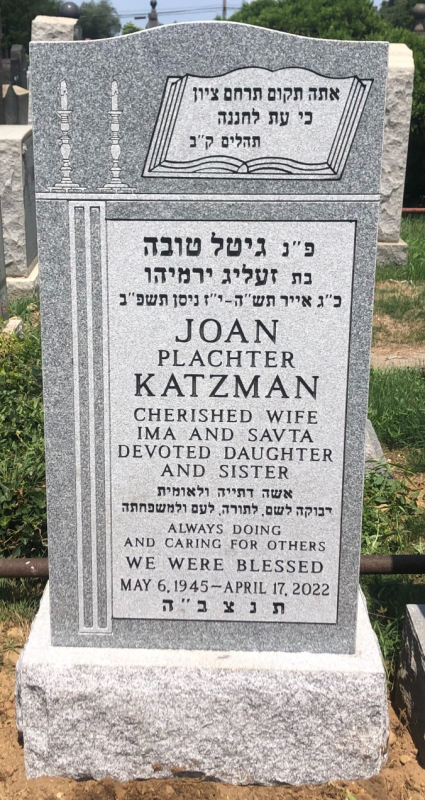 אתה תקום תרחם ציון
כי עת לחננה
תהלים ק"ב
פ"נ גיטל טובה
בת זעליג ירמיהו
כ"ג אייר תש"ה-י"ז ניסן תשפ"ב
JOAN
PLACHTER
KATZMAN
CHERISHED WIFE
IMA AND SAVTA
DEVOTED DAUGHTER
AND SISTER
אשה דתייה ולאומית
דבוקה לשם, לתורה, לעם ולמשפחתה
ALWAYS DOING
AND CARING FOR OTHERS
WE WERE BLESSED
MAY 6, 1945–APRIL 17, 2022
תנצב"ה